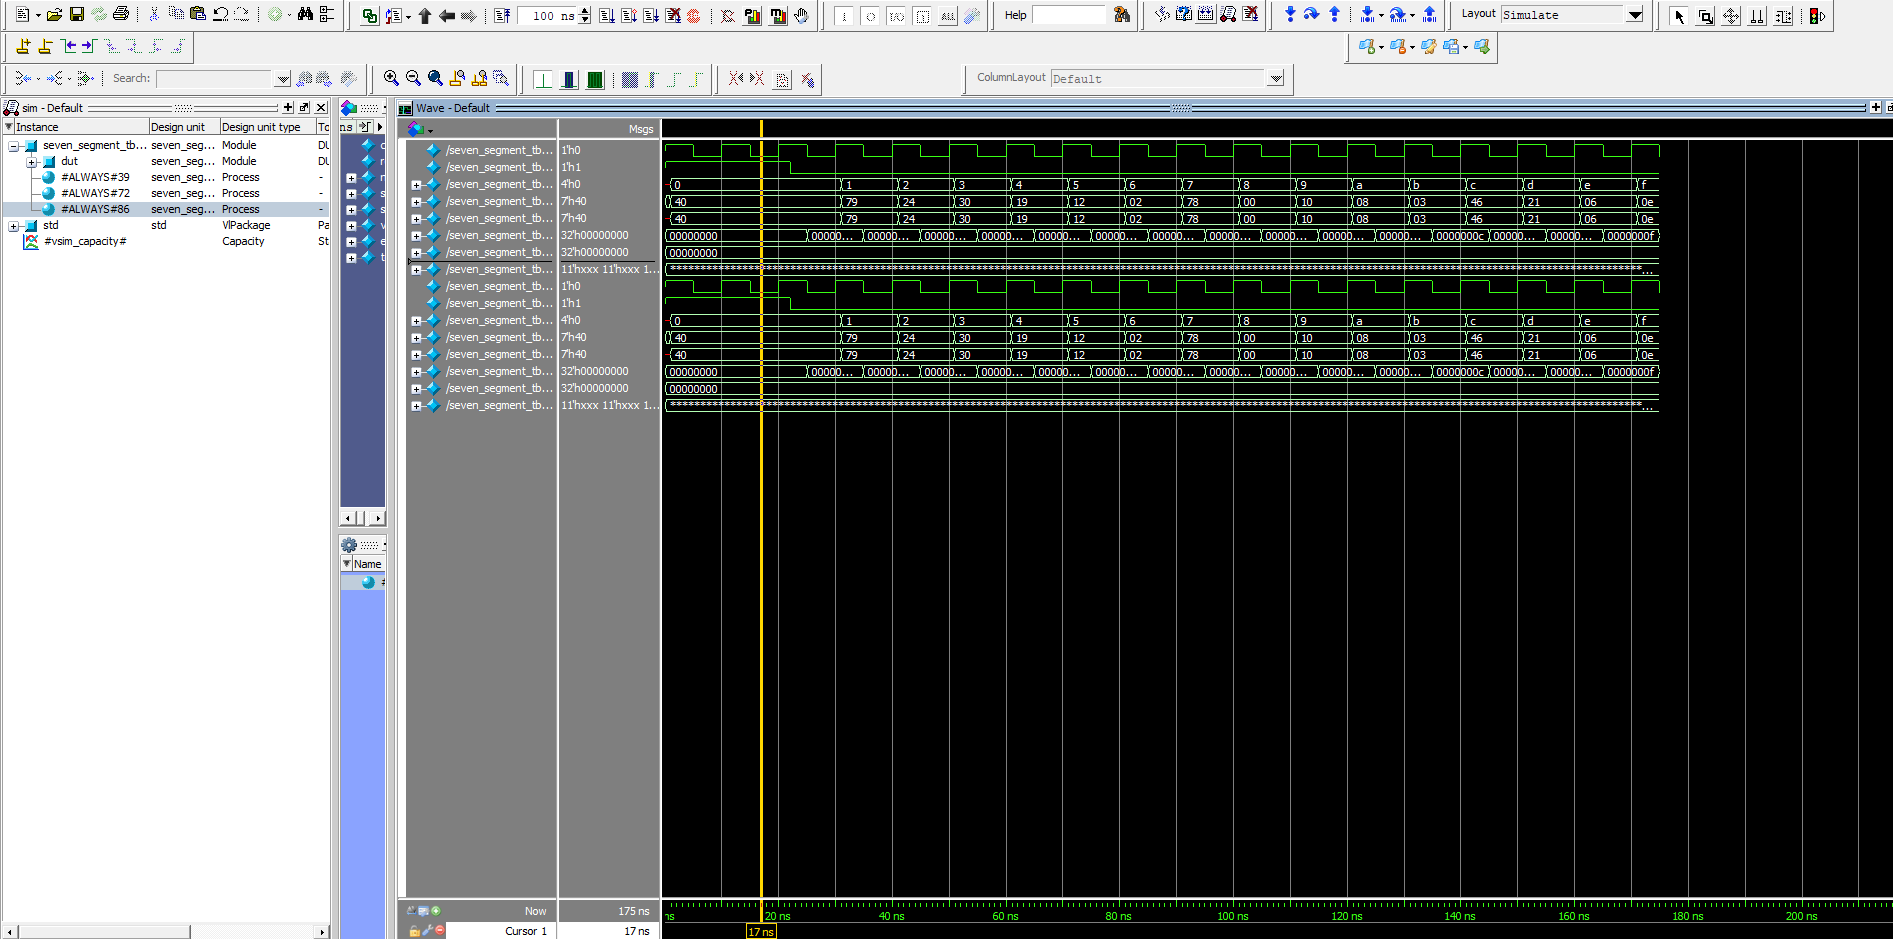 100 ns
ALL
Help
Layout Simulate
Search:
ColumnLayout Default
sim - Default
Instance Design unit Design unit type To
seven_segment_tb... seven_seg... Module DU
dut seven_seg... Module DU
#ALWAYS#39 seven_seg... Process -
#ALWAYS#72 seven_seg... Process -
#ALWAYS#86 seven_seg... Process -
std std VlPackage Pa
#vsim_capacity# Capacity St
ns
Name
Wave - Default
Msgs
/seven_segment_tb... 1'h0
/seven_segment_tb... 1'h1
/seven_segment_tb... 4'h0 0 1 2 3 4 5 6 7 8 9 a b c d e f
/seven_segment_tb... 7'h40 40 79 24 30 19 12 02 78 00 10 08 03 46 21 06 0e
/seven_segment_tb... 7'h40 40 79 24 30 19 12 02 78 00 10 08 03 46 21 06 0e
/seven_segment_tb... 32'h00000000 00000000 00000... 00000... 00000... 00000... 00000... 00000... 00000... 00000... 00000... 00000... 00000... 0000000c 00000... 00000... 0000000f
/seven_segment_tb... 32'h00000000 00000000
/seven_segment_tb... 11'hxxx 11'hxxx 1...
/seven_segment_tb... 1'h0
/seven_segment_tb... 1'h1
/seven_segment_tb... 4'h0 0 1 2 3 4 5 6 7 8 9 a b c d e f
/seven_segment_tb... 7'h40 40 79 24 30 19 12 02 78 00 10 08 03 46 21 06 0e
/seven_segment_tb... 7'h40 40 79 24 30 19 12 02 78 00 10 08 03 46 21 06 0e
/seven_segment_tb... 32'h00000000 00000000 00000... 00000... 00000... 00000... 00000... 00000... 00000... 00000... 00000... 00000... 00000... 0000000c 00000... 00000... 0000000f
/seven_segment_tb... 32'h00000000 00000000
/seven_segment_tb... 11'hxxx 11'hxxx 1...
Now 175 ns ns 20 ns 40 ns 60 ns 80 ns 100 ns 120 ns 140 ns 160 ns 180 ns 200 ns
Cursor 1 17 ns 17 ns